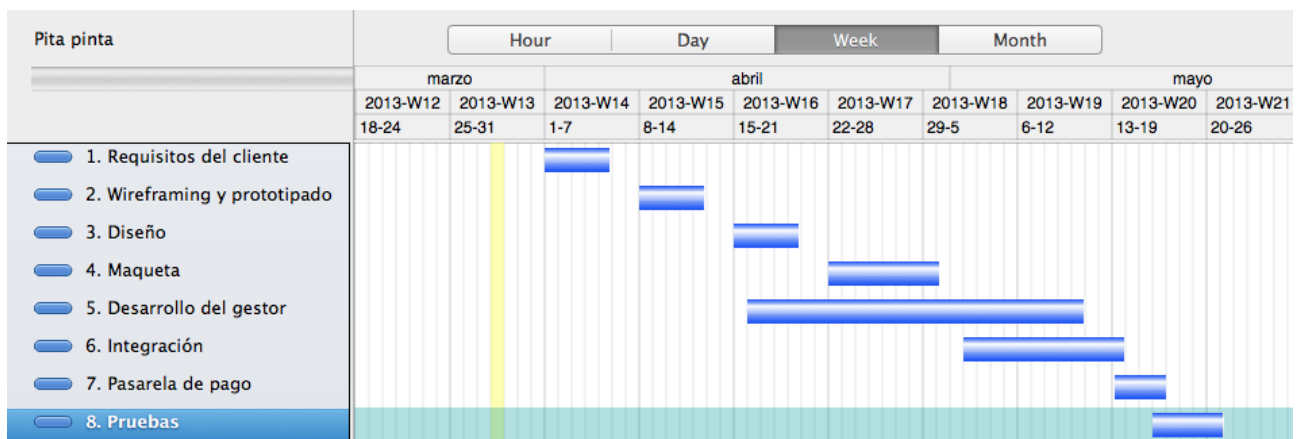 Pita pinta
Hour Day Week Month
marzo abril mayo
2013-W12 2013-W13 2013-W14 2013-W15 2013-W16 2013-W17 2013-W18 2013-W19 2013-W20 2013-W21
18-24 25-31 1-7 8-14 15-21 22-28 29-5 6-12 13-19 20-26
1. Requisitos del cliente
2. Wireframing y prototipado
3. Diseño
4. Maqueta
5. Desarrollo del gestor
6. Integración
7. Pasarela de pago
8. Pruebas